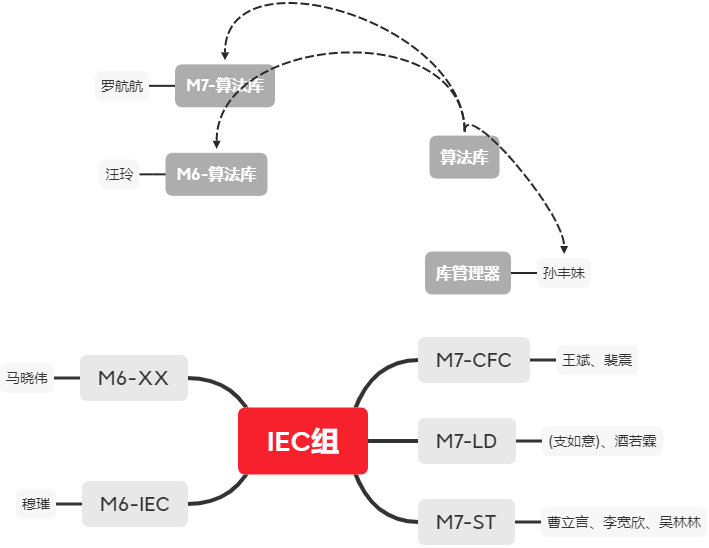 罗航航
M7-算法库
汪玲
M6-算法库
算法库
库管理器
孙丰妹
马晓伟
M6-XX
穆璀
M6-IEC
IEC组
M7-CFC
王斌、裴震
M7-LD
(支如意)、酒若霖
M7-ST
曹立言、李宽欣、吴林林